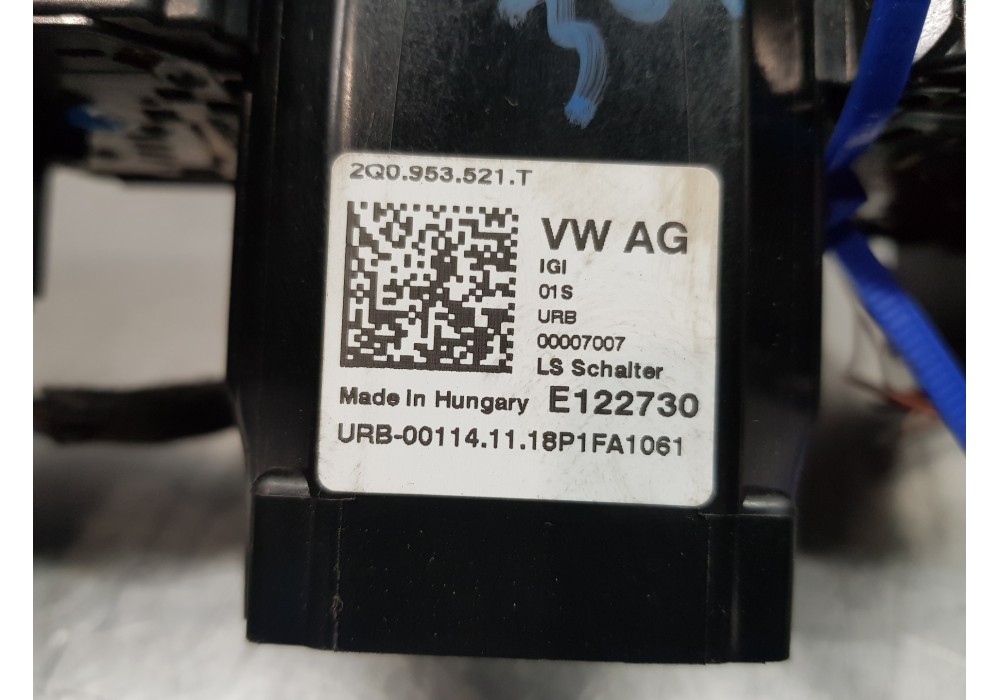 2Q0.953.521.T
VW AG
IGI
01S
URB
00007007
LS Schalter
Made in Hungary E122730
URB-00114.11.18P1FA1061